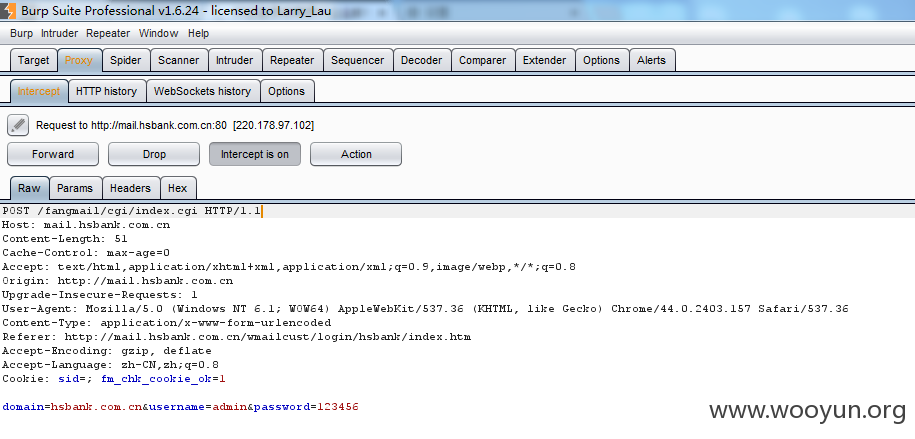 Burp Suite Professional v1.6.24 - licensed to Larry_Lau
Burp Intruder Repeater Window Help
Target Proxy Spider Scanner Intruder Repeater Sequencer Decoder Comparer Extender Options Alerts
Intercept HTTP history WebSockets history Options
Request to http://mail.hsbank.com.cn:80 [220.178.97.102]
Forward Drop Intercept is on Action
Raw Params Headers Hex
POST /fangmail/cgi/index.cgi HTTP/1.1
Host: mail.hsbank.com.cn
Content-Length: 51
Cache-Control: max-age=0
Accept: text/html,application/xhtml+xml,application/xml;q=0.9,image/webp,*/*;q=0.8
Origin: http://mail.hsbank.com.cn
Upgrade-Insecure-Requests: 1
User-Agent: Mozilla/5.0 (Windows NT 6.1; WOW64) AppleWebKit/537.36 (KHTML, like Gecko) Chrome/44.0.2403.157 Safari/537.36
Content-Type: application/x-www-form-urlencoded
Referer: http://mail.hsbank.com.cn/wmailcust/login/hsbank/index.htm
Accept-Encoding: gzip, deflate
Accept-Language: zh-CN,zh;q=0.8
Cookie: sid=; fm_chk_cookie_ok=1
domain=hsbank.com.cn&username=admin&password=123456
www.wooyun.org